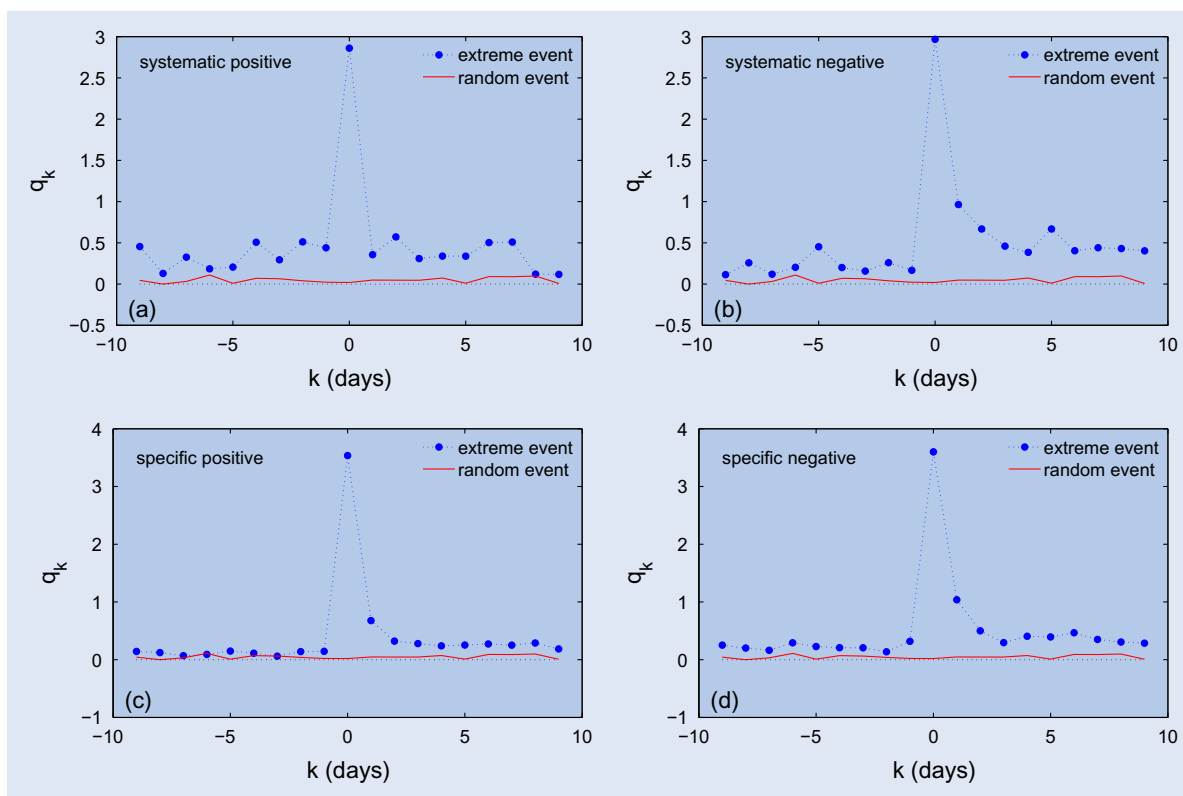 3
2.5
2
1.5
1
0.5
0
−0.5
q_k
systematic positive
extreme event
random event
(a)
−10 −5 0 5 10
k (days)
3
2.5
2
1.5
1
0.5
0
−0.5
q_k
systematic negative
extreme event
random event
(b)
−10 −5 0 5 10
k (days)
4
3
2
1
0
−1
q_k
specific positive
extreme event
random event
(c)
−10 −5 0 5 10
k (days)
4
3
2
1
0
−1
q_k
specific negative
extreme event
random event
(d)
−10 −5 0 5 10
k (days)